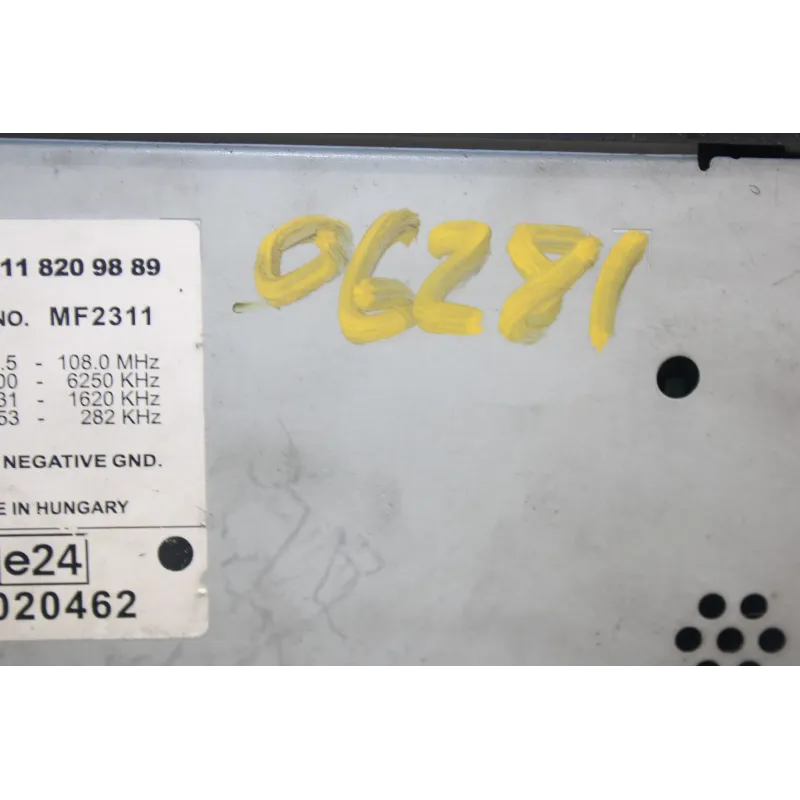 06281
11 820 98 89
NO. MF2311
.5 - 108.0 MHz
00 - 6250 KHz
31 - 1620 KHz
53 - 282 KHz
NEGATIVE GND.
E IN HUNGARY
e24
020462